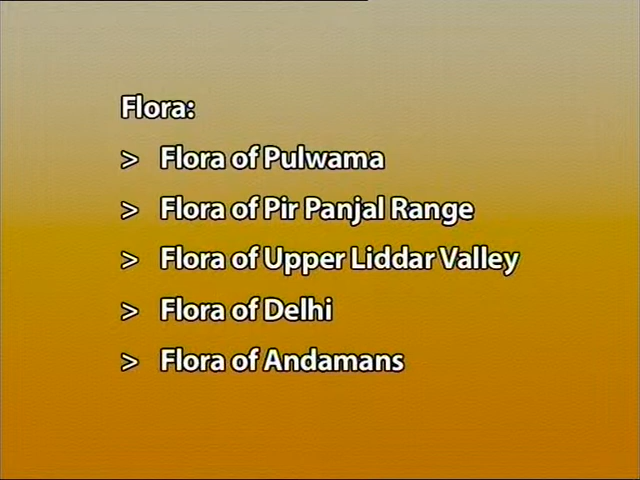 Flora:
> Flora of Pulwama
> Flora of Pir Panjal Range
> Flora of Upper Liddar Valley
> Flora of Delhi
> Flora of Andamans